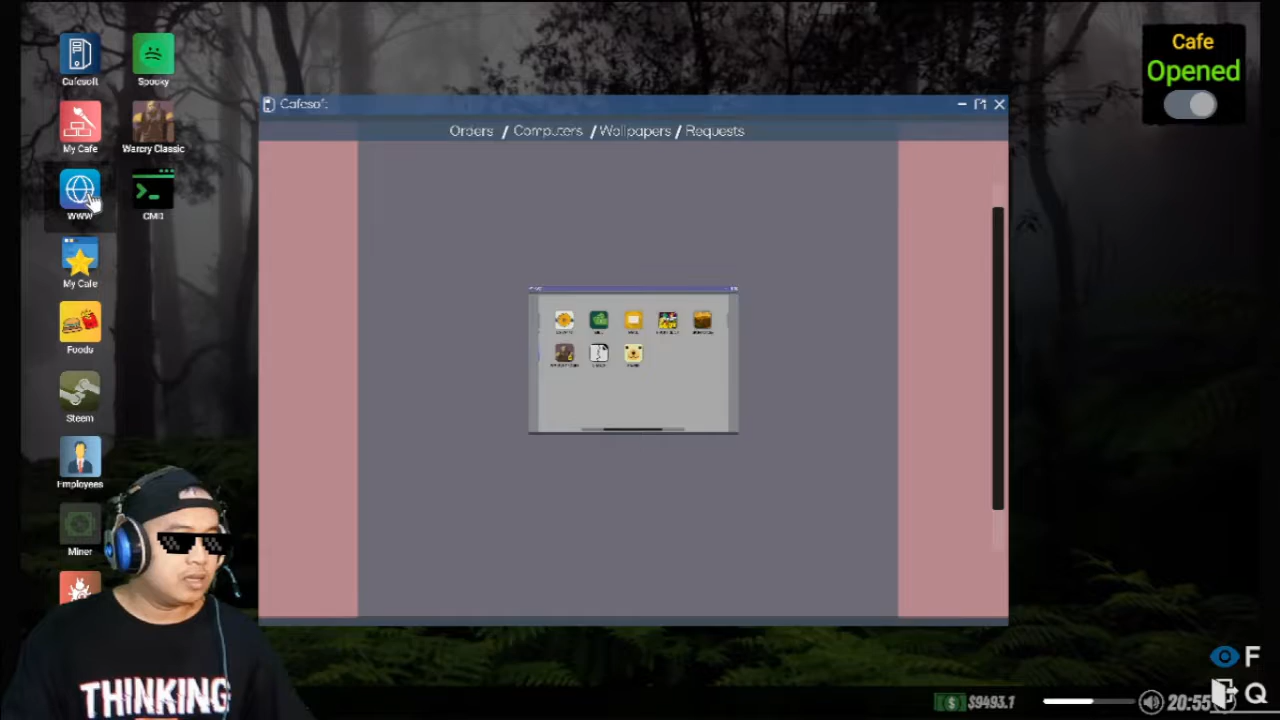 Cafesoft
Spooky
My Cafe
Warcry Classic
WWW
CMD
My Cafe
Foods
Steem
Employees
Miner
Cafesoft
Orders / Computers / Wallpapers / Requests
Cafe
Opened
THINKING
$9493.1
20:55
F
Q